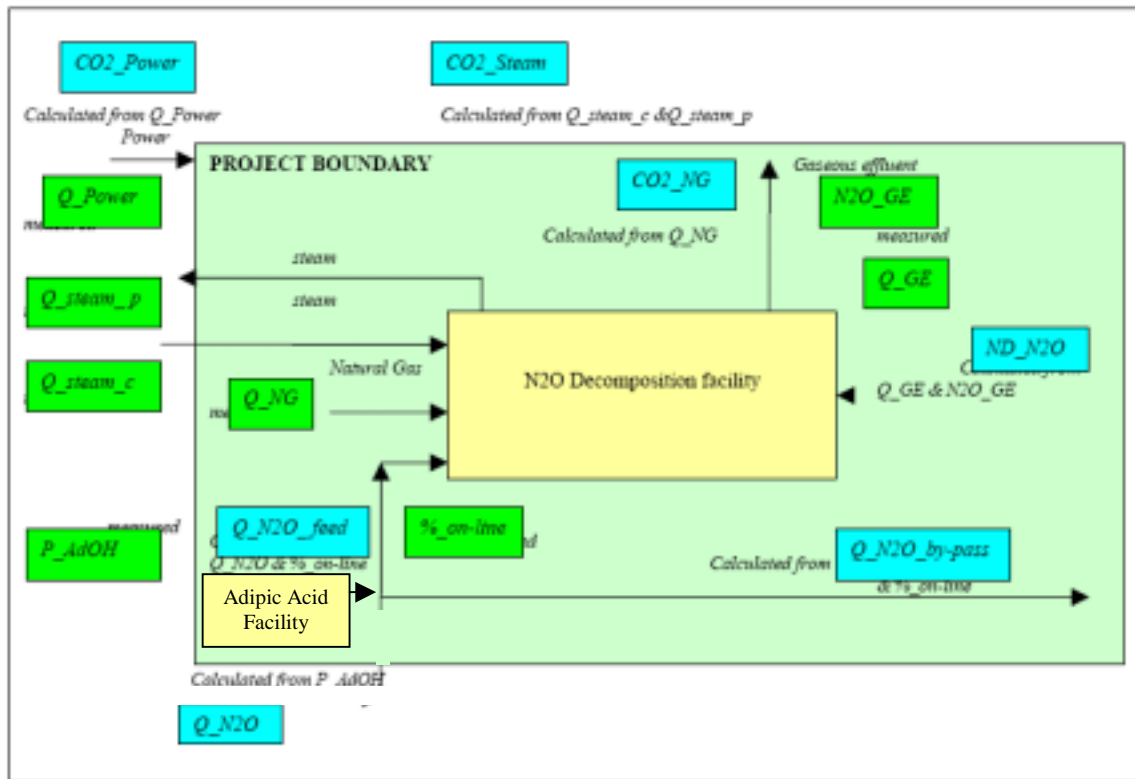 CO2_Power
CO2_Steam
Calculated from Q_Power
Calculated from Q_steam_c &Q_steam_p
Power
PROJECT BOUNDARY
Gaseous effluent
CO2_NG
Q_Power
N2O_GE
Calculated from Q_NG
measured
steam
Q_GE
Q_steam_p
steam
ND_N2O
Natural Gas
Q_steam_c
N2O Decomposition facility
Q_NG
Q_GE & N2O_GE
measured
Q_N2O_feed
%_on-line
P_AdOH
Q_N2O_by-pass
Q_N2O & %_on-line
Calculated from
&%_on-line
Adipic Acid
Facility
Calculated from P_AdOH
Q_N2O